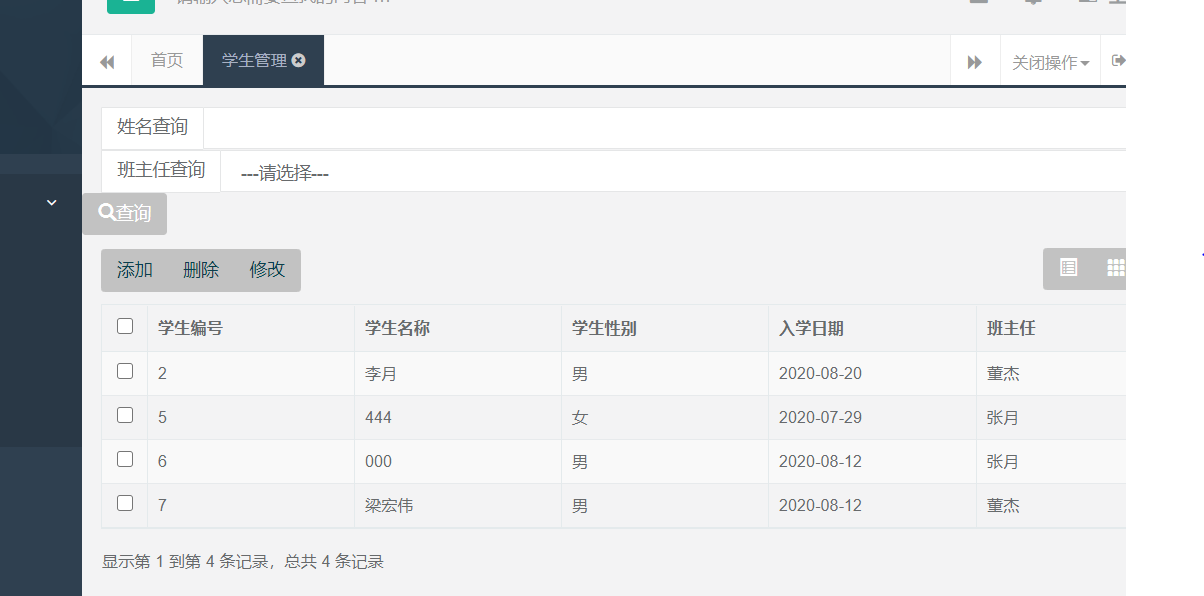 首页
学生管理
关闭操作
姓名查询
班主任查询 ---请选择---
查询
添加 删除 修改
学生编号 学生名称 学生性别 入学日期 班主任
2 李月 男 2020-08-20 董杰
5 444 女 2020-07-29 张月
6 000 男 2020-08-12 张月
7 梁宏伟 男 2020-08-12 董杰
显示第 1 到第 4 条记录，总共 4 条记录